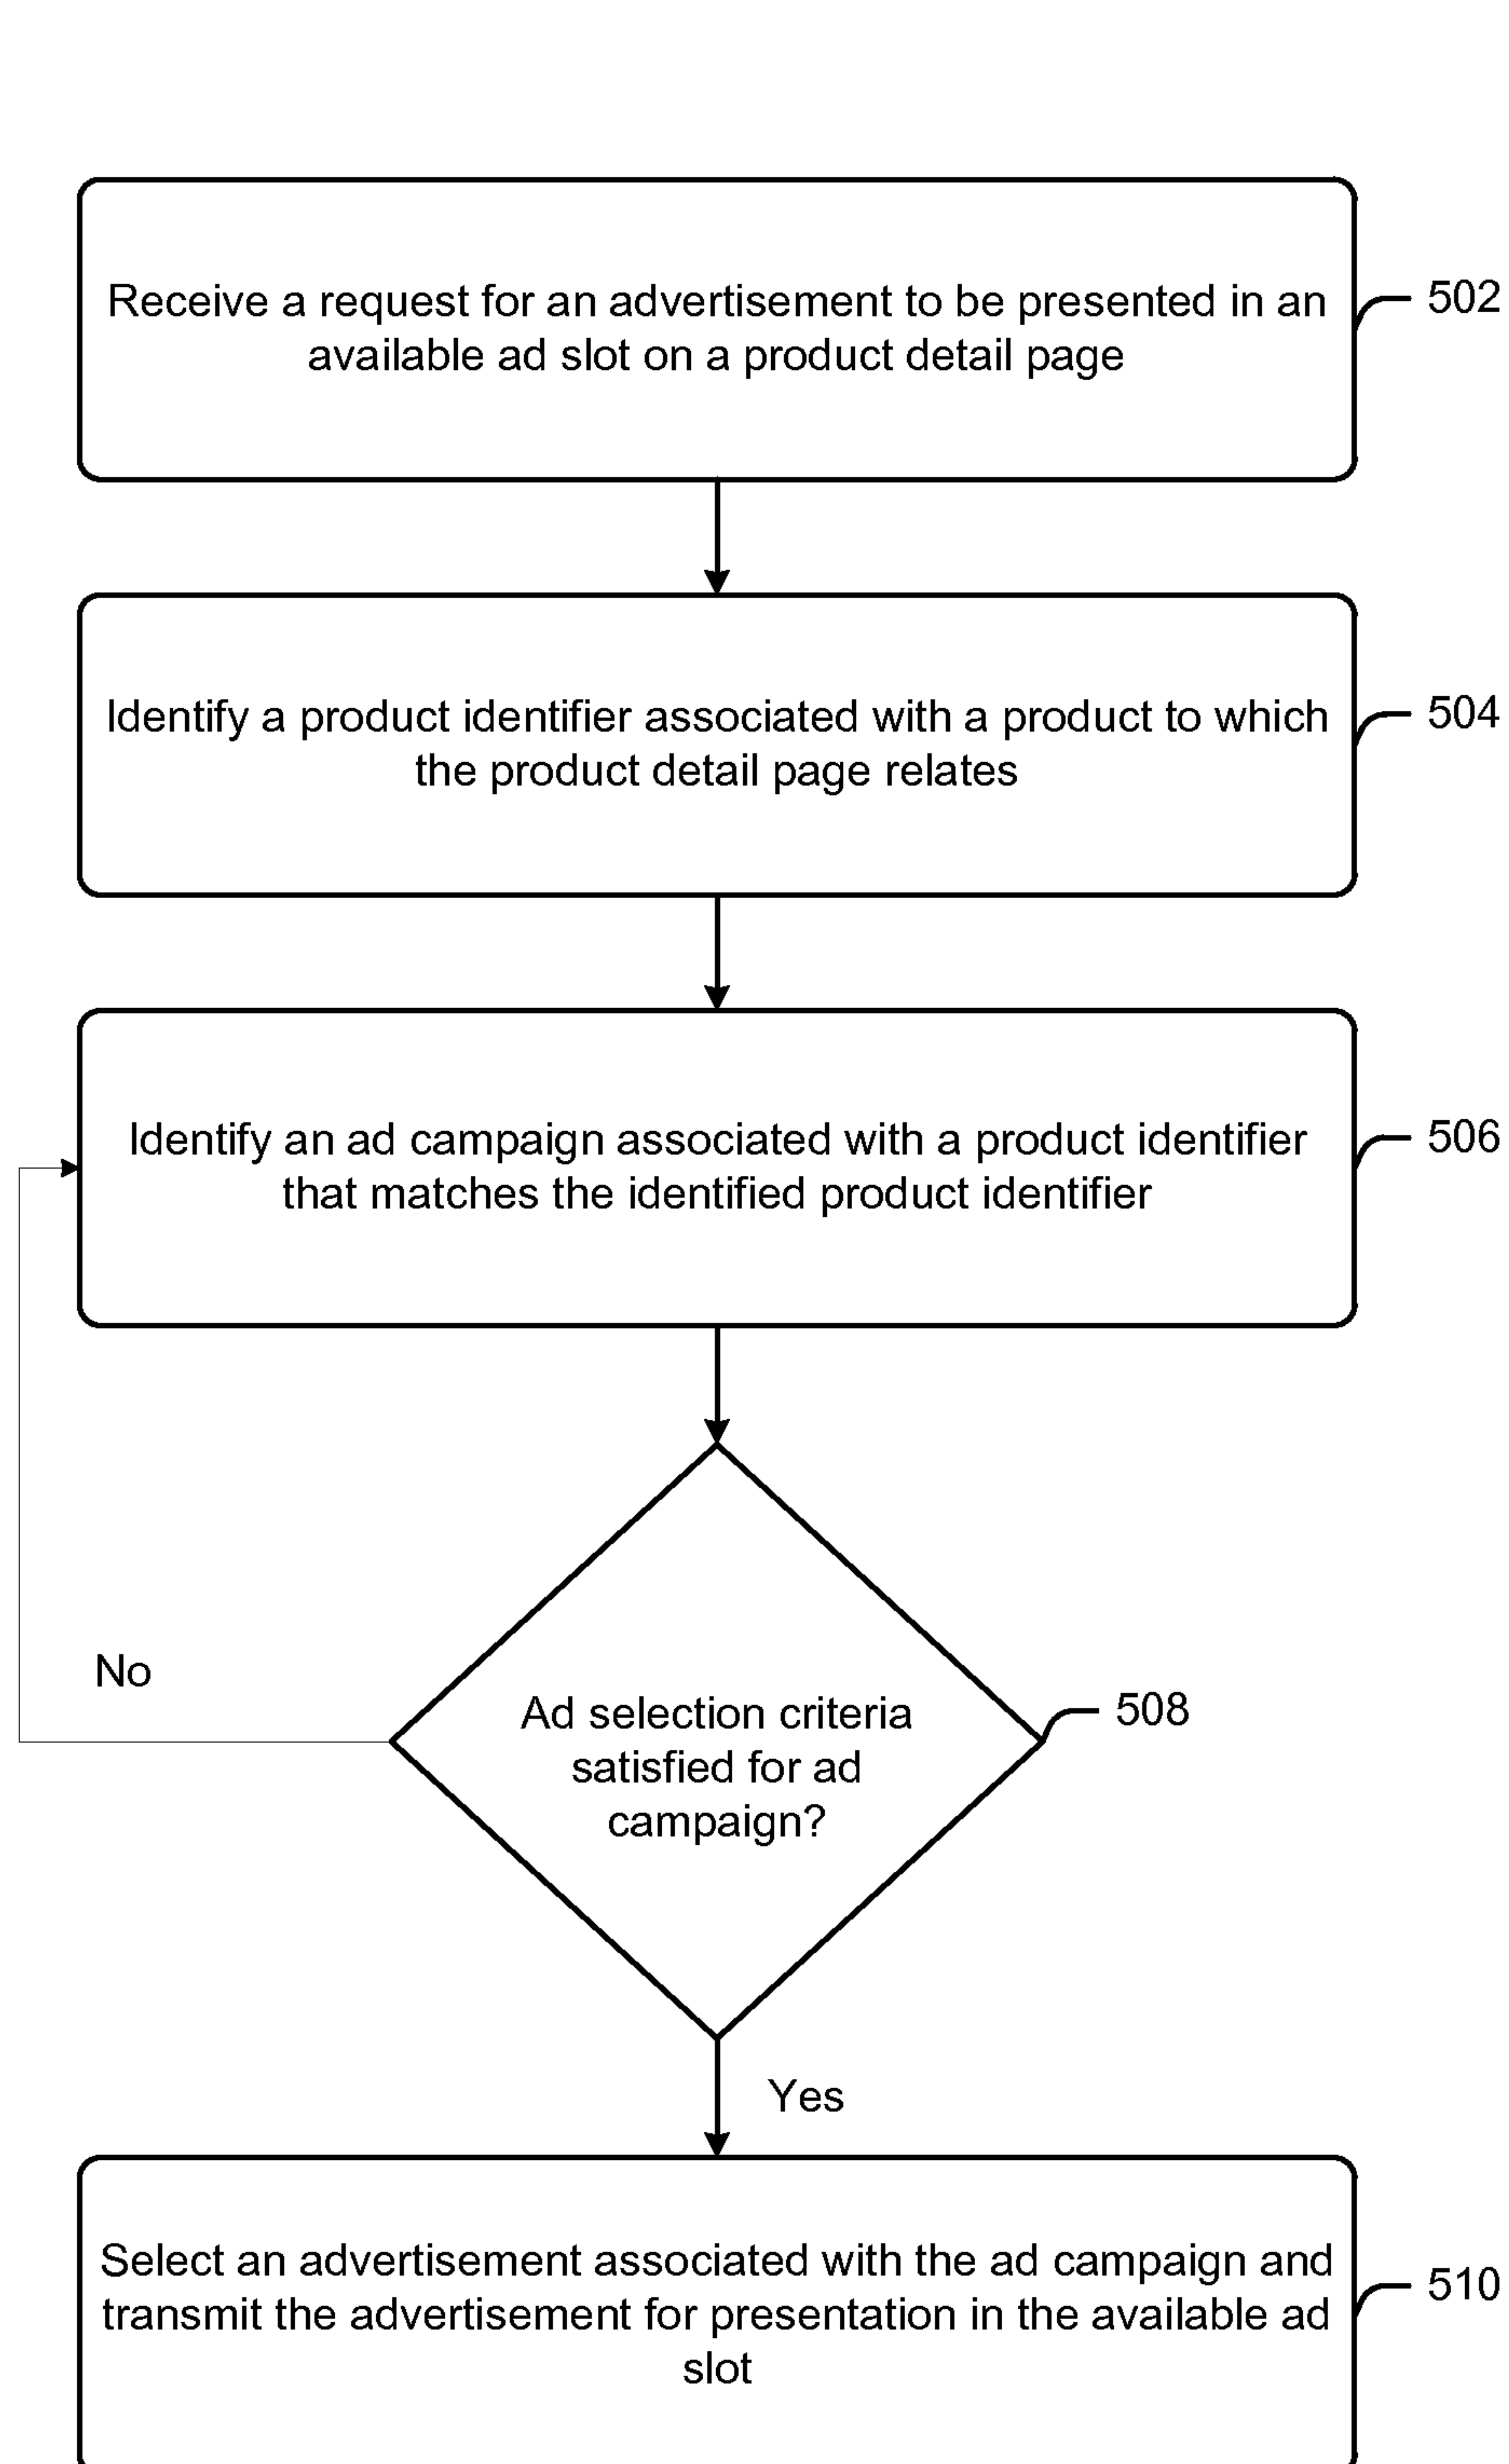 Receive a request for an advertisement to be presented in an
available ad slot on a product detail page
502
Identify a product identifier associated with a product to which
the product detail page relates
504
Identify an ad campaign associated with a product identifier
that matches the identified product identifier
506
No
Ad selection criteria
satisfied for ad
campaign?
508
Yes
Select an advertisement associated with the ad campaign and
transmit the advertisement for presentation in the available ad
slot
510